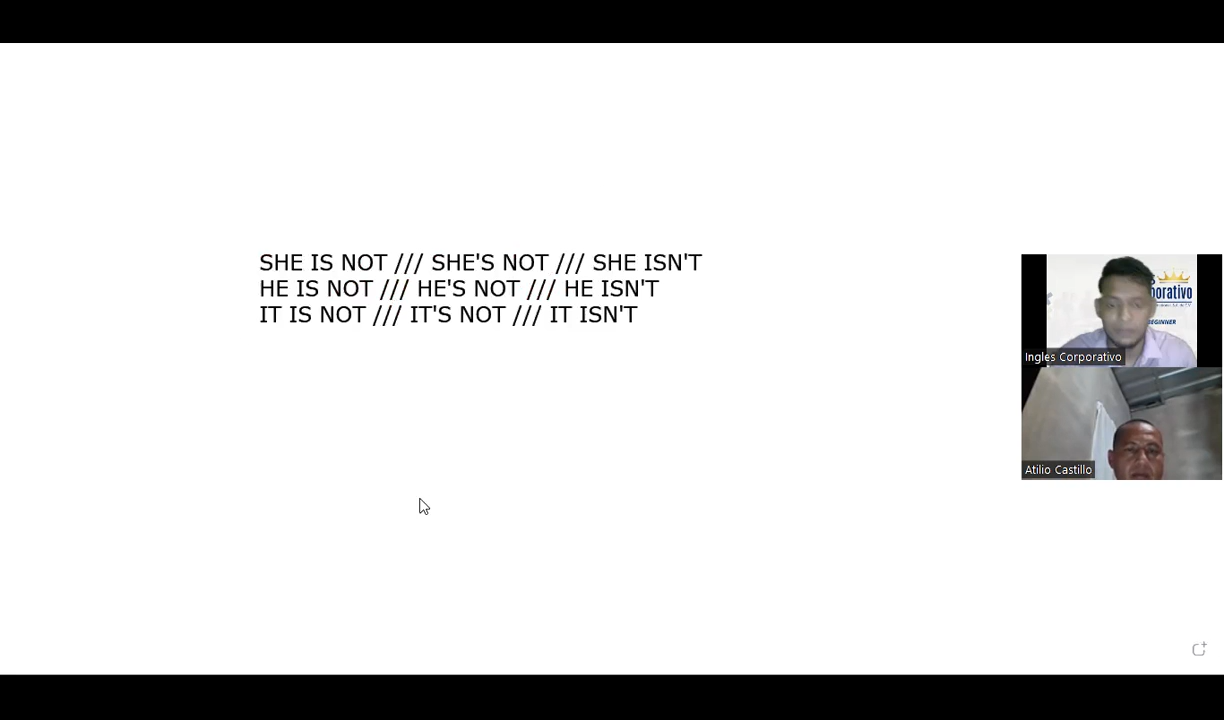 SHE IS NOT /// SHE'S NOT /// SHE ISN'T
HE IS NOT /// HE'S NOT /// HE ISN'T
IT IS NOT /// IT'S NOT /// IT ISN'T
BEGINNER
Ingles Corporativo
Atilio Castillo